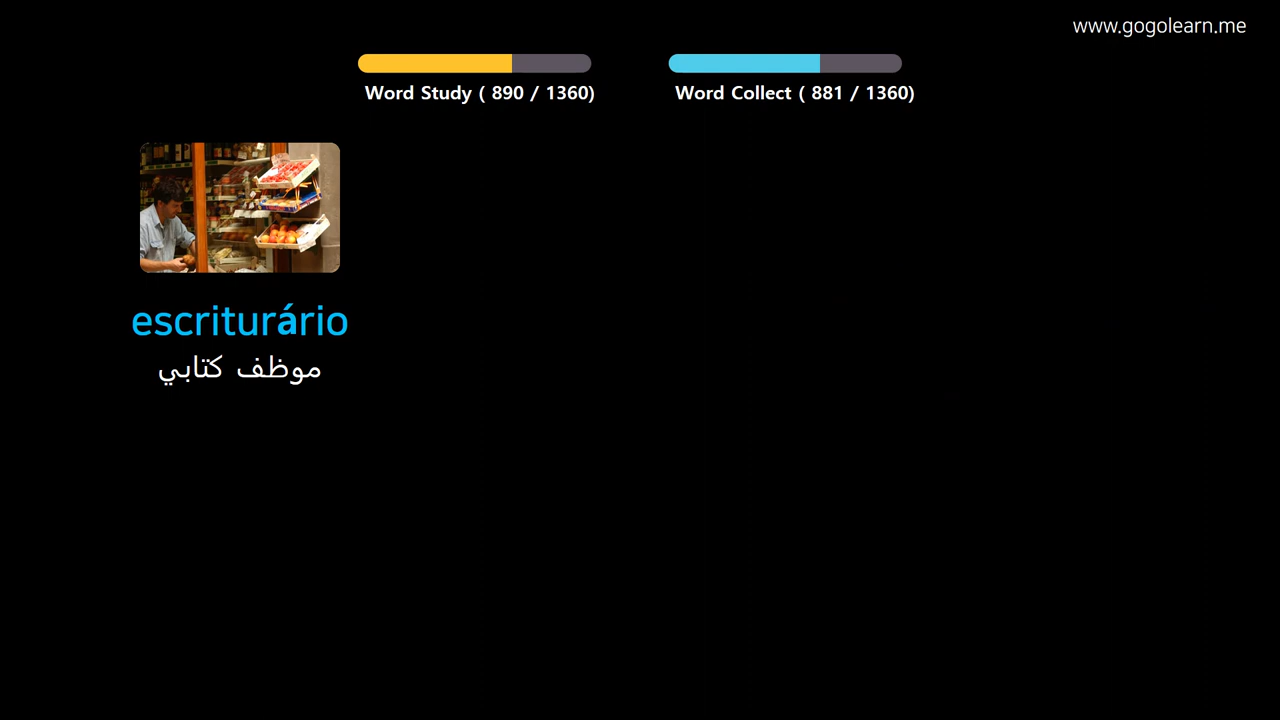 www.gogolearn.me
Word Study ( 890 / 1360)
Word Collect ( 881 / 1360)
escriturário
موظف كتابي